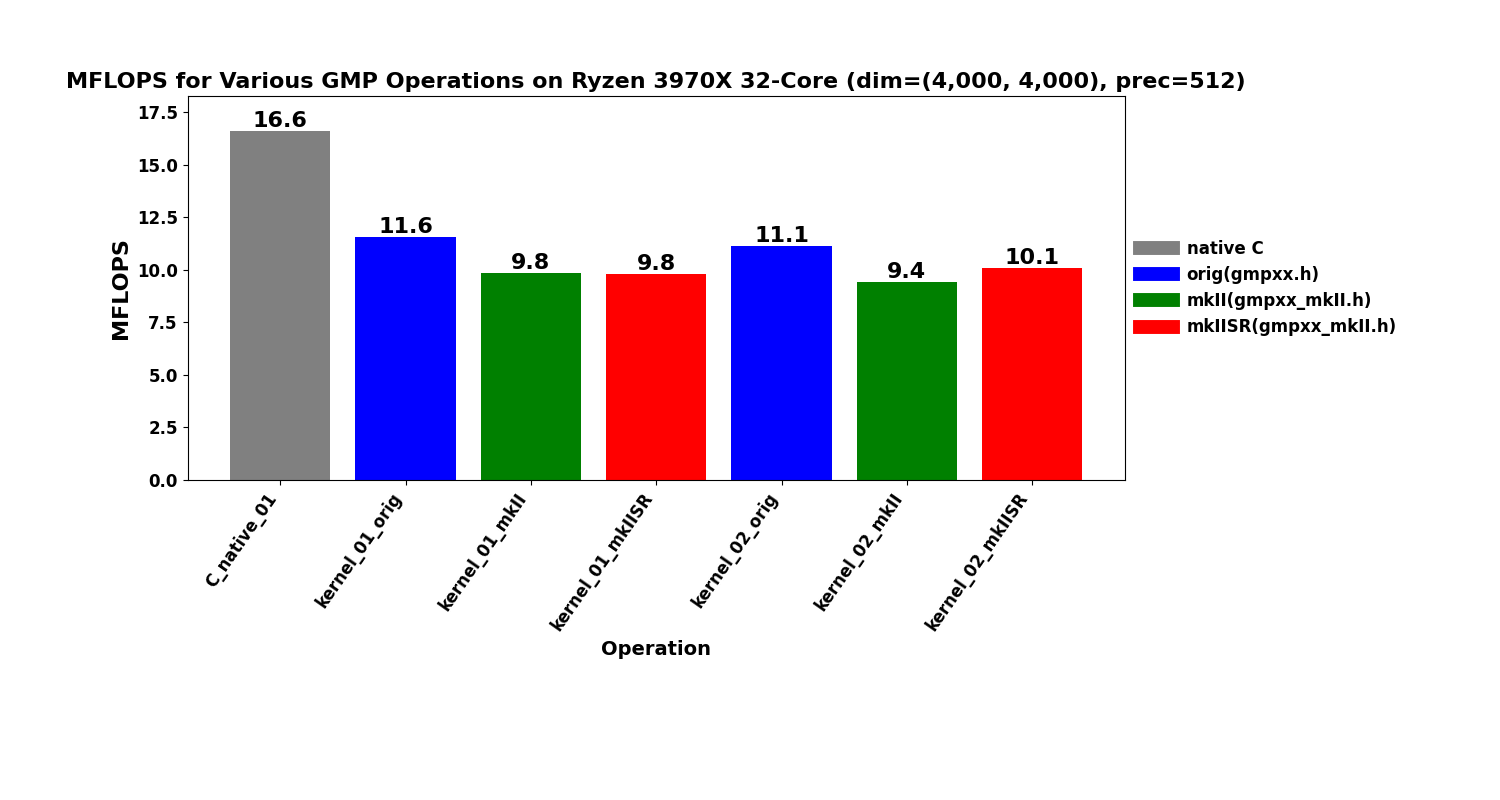 MFLOPS for Various GMP Operations on Ryzen 3970X 32-Core (dim=(4,000, 4,000), prec=512)
MFLOPS
17.5
15.0
12.5
10.0
7.5
5.0
2.5
0.0
16.6
11.6
9.8
9.8
11.1
9.4
10.1
C_native_01
kernel_01_orig
kernel_01_mkII
kernel_01_mkIISR
kernel_02_orig
kernel_02_mkII
kernel_02_mkIISR
Operation
native C
orig(gmpxx.h)
mkII(gmpxx_mkII.h)
mkIISR(gmpxx_mkII.h)